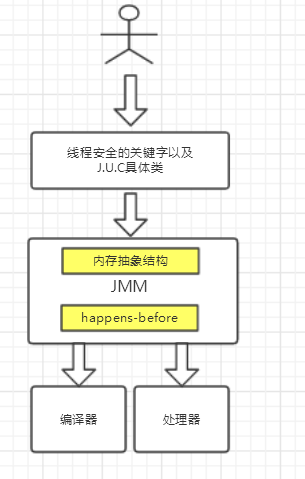 线程安全的关键字以及
J.U.C具体类
内存抽象结构
JMM
happens-before
编译器
处理器